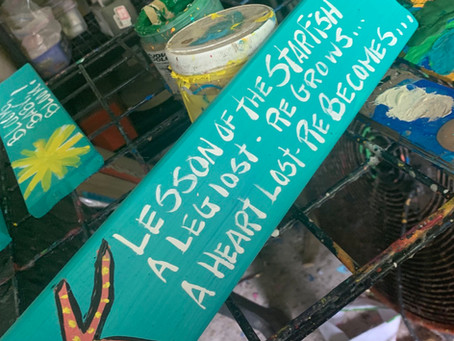 LESSON OF THE STARFISH
A LEG LOST - RE GROWS...
A HEART LOST - RE BECOMES...